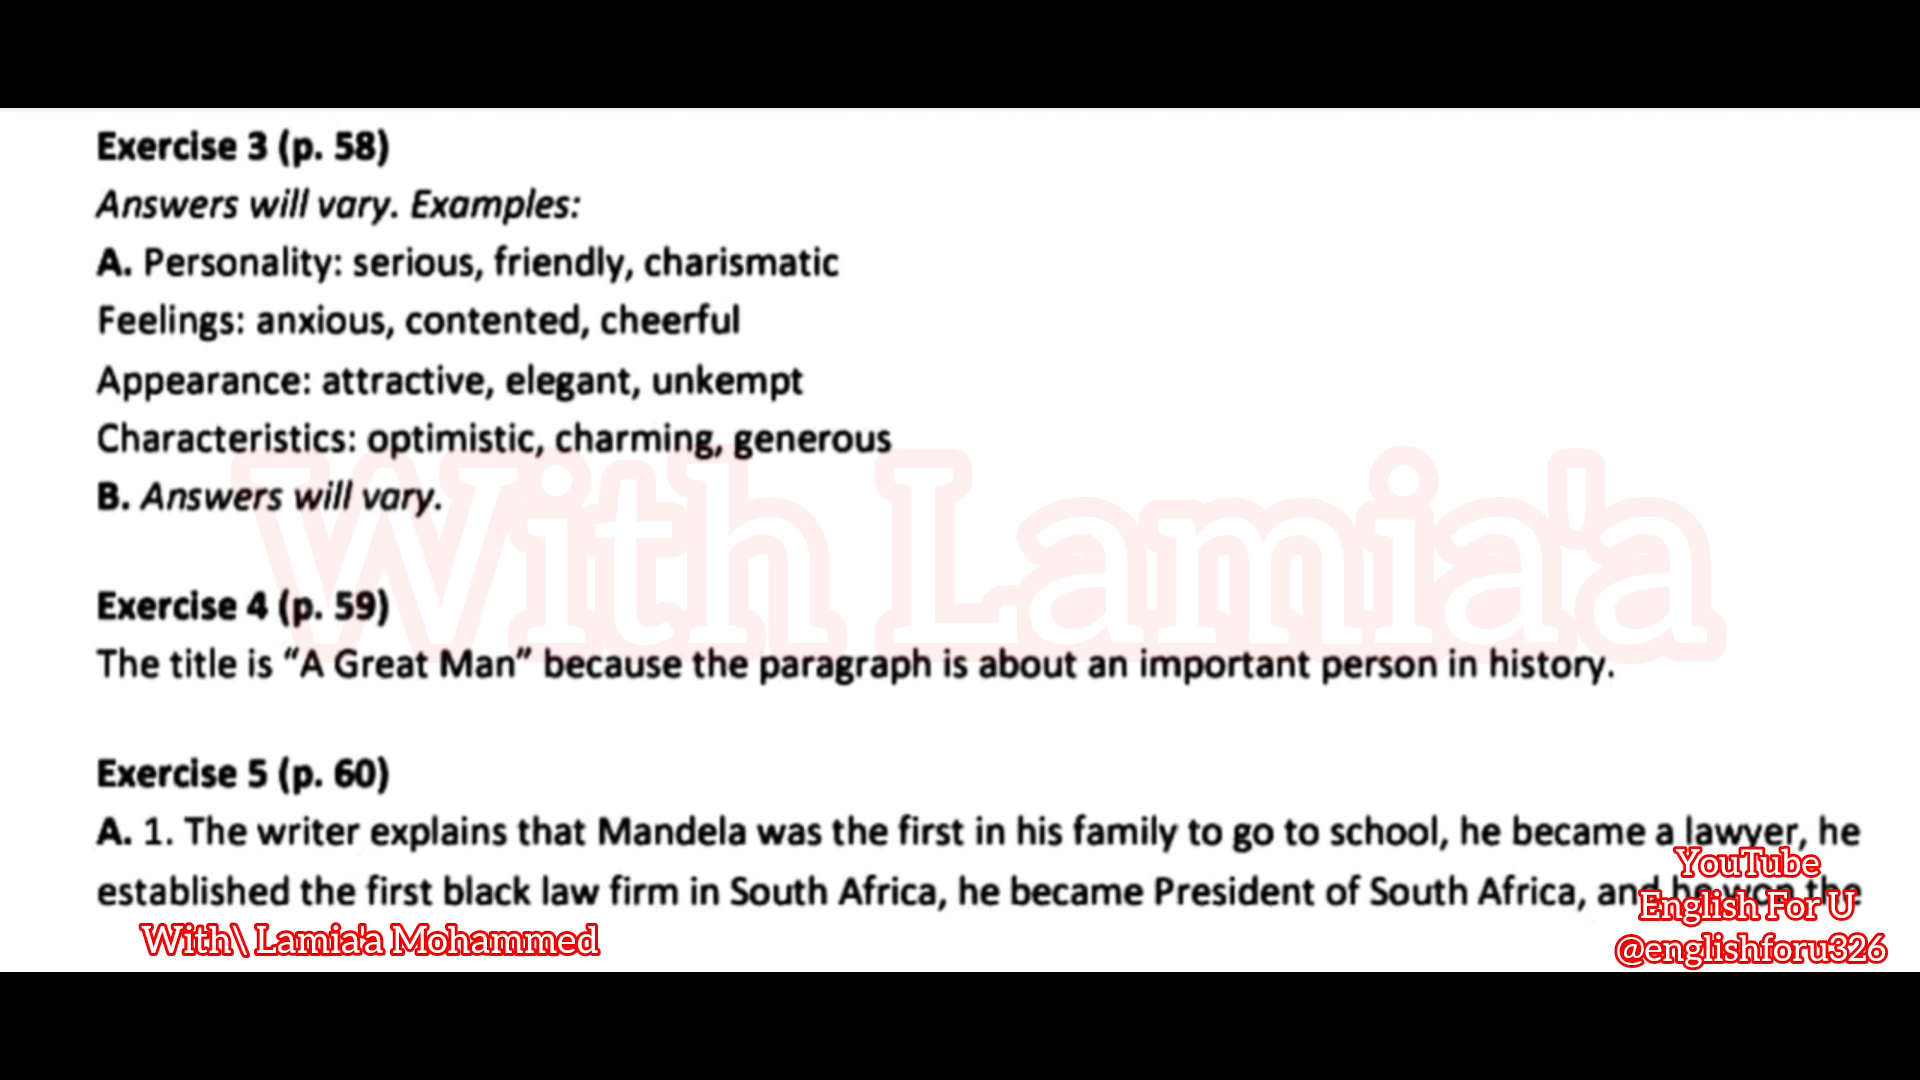 Exercise 3 (p. 58)
Answers will vary. Examples:
A. Personality: serious, friendly, charismatic
Feelings: anxious, contented, cheerful
Appearance: attractive, elegant, unkempt
Characteristics: optimistic, charming, generous
With Lamia'a
B. Answers will vary.
Exercise 4 (p. 59)
The title is “A Great Man” because the paragraph is about an important person in history.
Exercise 5 (p. 60)
A. 1. The writer explains that Mandela was the first in his family to go to school, he became a lawyer, he
established the first black law firm in South Africa, he became President of South Africa, and he won the
YouTube
English For U
@englishforu326
With\ Lamia'a Mohammed